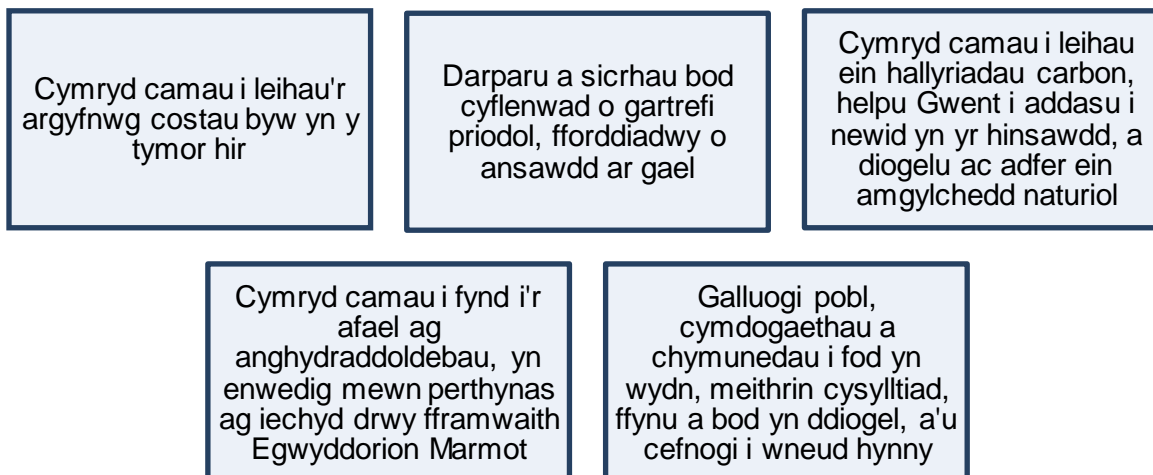 Cymryd camau i leihau'r
argyfnwg costau byw yn y
tymor hir
Darparu a sicrhau bod
cyflenwad o gartrefi
priodol, fforddiadwy o
ansawdd ar gael
Cymryd camau i leihau
ein hallyriadau carbon,
helpu Gwent i addasu i
newid yn yr hinsawdd, a
diogelu ac adfer ein
amgylchedd naturiol
Cymryd camau i fynd i'r
afael ag
anghydraddoldebau, yn
enwedig mewn perthynas
ag iechyd drwy fframwaith
Egwyddorion Marmot
Galluogi pobl,
cymdogaethau a
chymunedau i fod yn
wydn, meithrin cysylltiad,
ffynu a bod yn ddiogel, a'u
cefnogi i wneud hynny